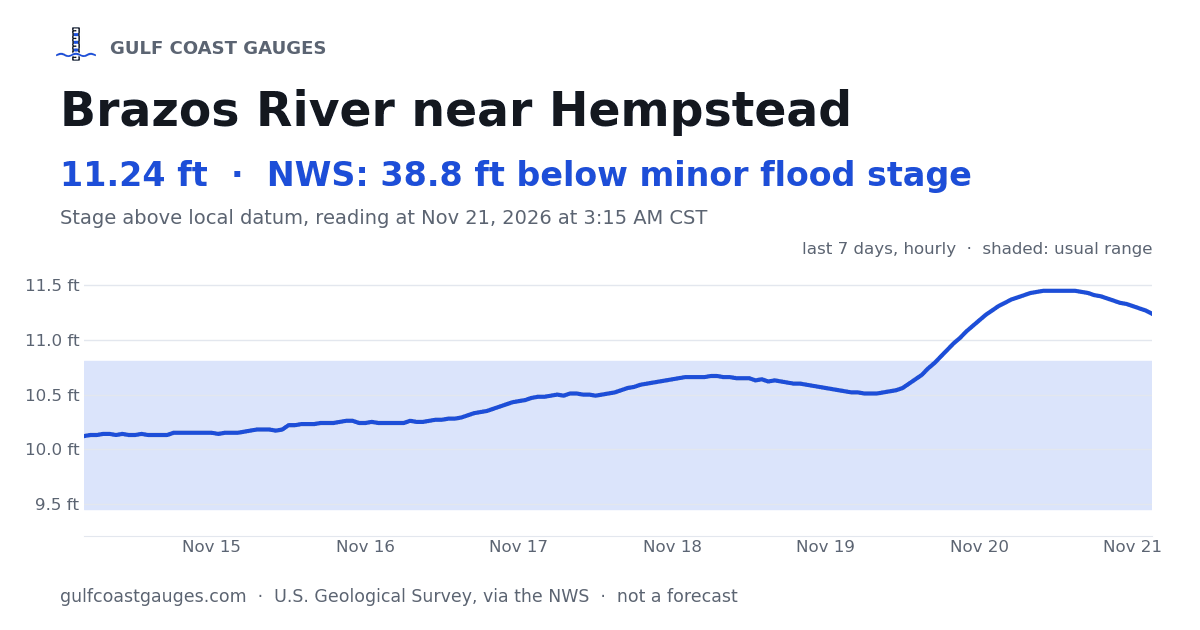 GULF COAST GAUGES
Brazos River near Hempstead
11.24 ft · NWS: 38.8 ft below minor flood stage
Stage above local datum, reading at Nov 21, 2026 at 3:15 AM CST
last 7 days, hourly · shaded: usual range
11.5 ft
11.0 ft
10.5 ft
10.0 ft
9.5 ft
Nov 15 Nov 16 Nov 17 Nov 18 Nov 19 Nov 20 Nov 21
gulfcoastgauges.com · U.S. Geological Survey, via the NWS · not a forecast